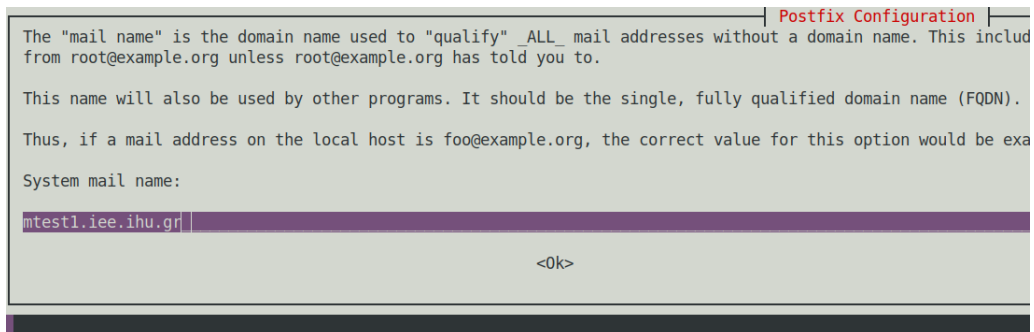 Postfix Configuration
The "mail name" is the domain name used to "qualify" _ALL_ mail addresses without a domain name. This includ
from root@example.org unless root@example.org has told you to.
This name will also be used by other programs. It should be the single, fully qualified domain name (FQDN).
Thus, if a mail address on the local host is foo@example.org, the correct value for this option would be exa
System mail name:
mtest1.iee.ihu.gr
<Ok>